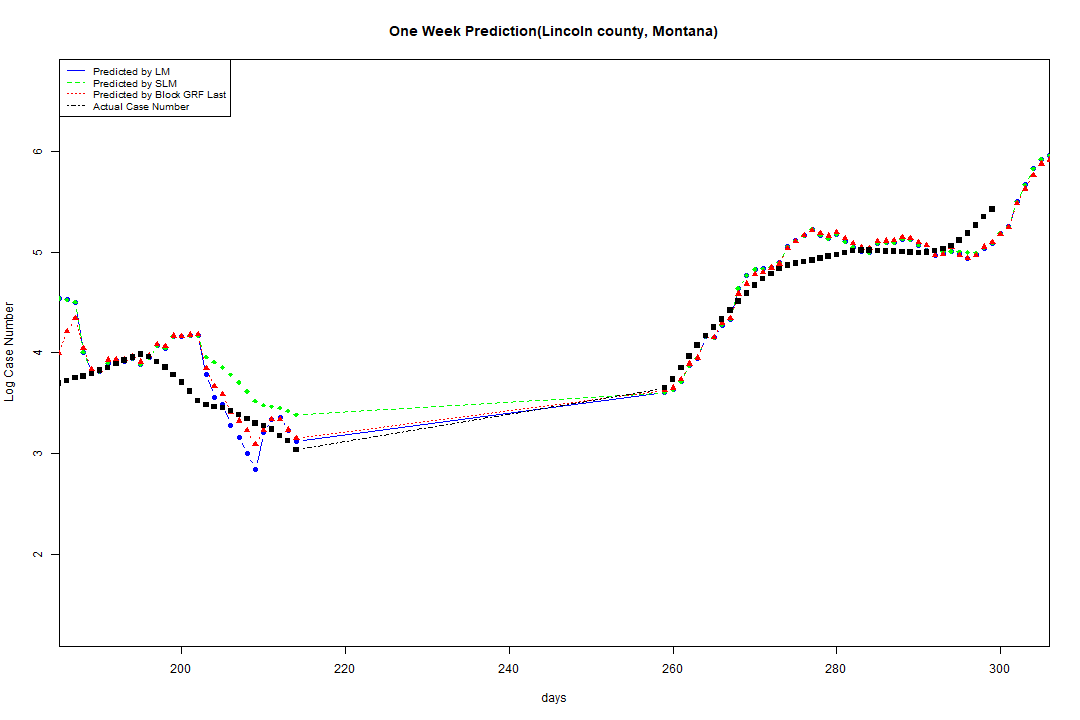 One Week Prediction(Lincoln county, Montana)
Predicted by LM
Predicted by SLM
Predicted by Block GRF Last
Actual Case Number
Log Case Number
6
5
4
3
2
200 220 240 260 280 300
days